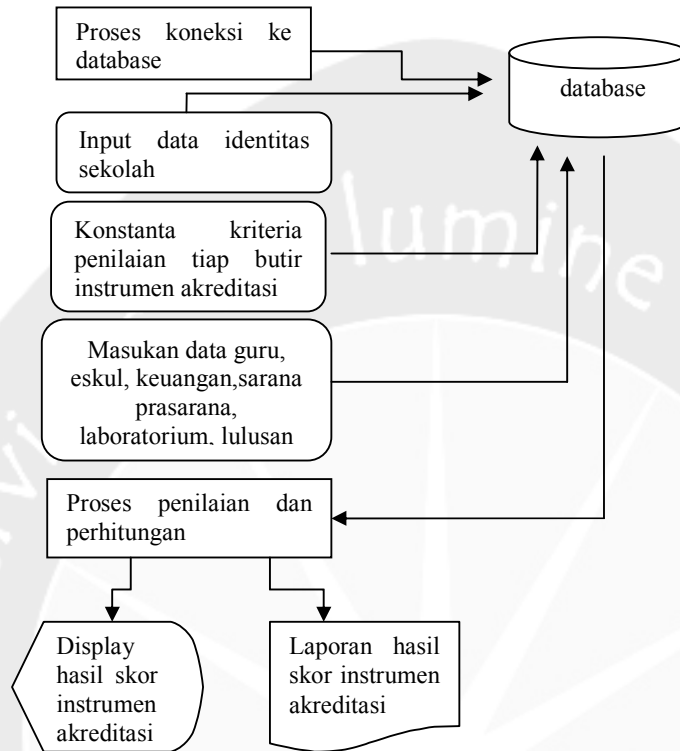 Proses koneksi ke
database
database
Input data identitas
sekolah
Konstanta kriteria
penilaian tiap butir
instrumen akreditasi
lumine
Masukan data guru,
eskul, keuangan,sarana
prasarana,
laboratorium, lulusan
Proses penilaian dan
perhitungan
Display
hasil skor
instrumen
akreditasi
Laporan hasil
skor instrumen
akreditasi